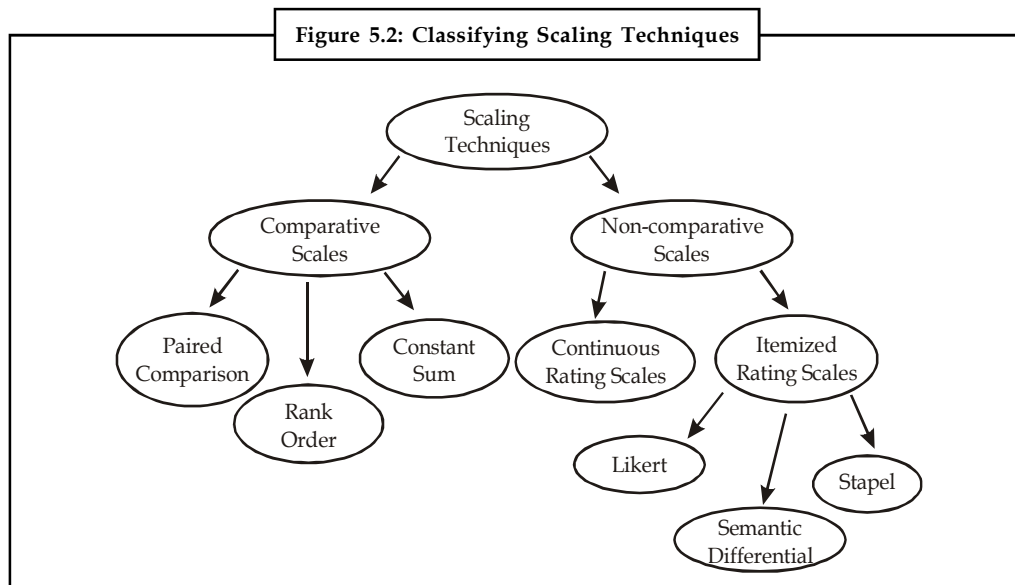 Figure 5.2: Classifying Scaling Techniques
Scaling
Techniques
Comparative
Scales
Non-comparative
Scales
Paired
Comparison
Rank
Order
Constant
Sum
Continuous
Rating Scales
Itemized
Rating Scales
Likert
Semantic
Differential
Stapel